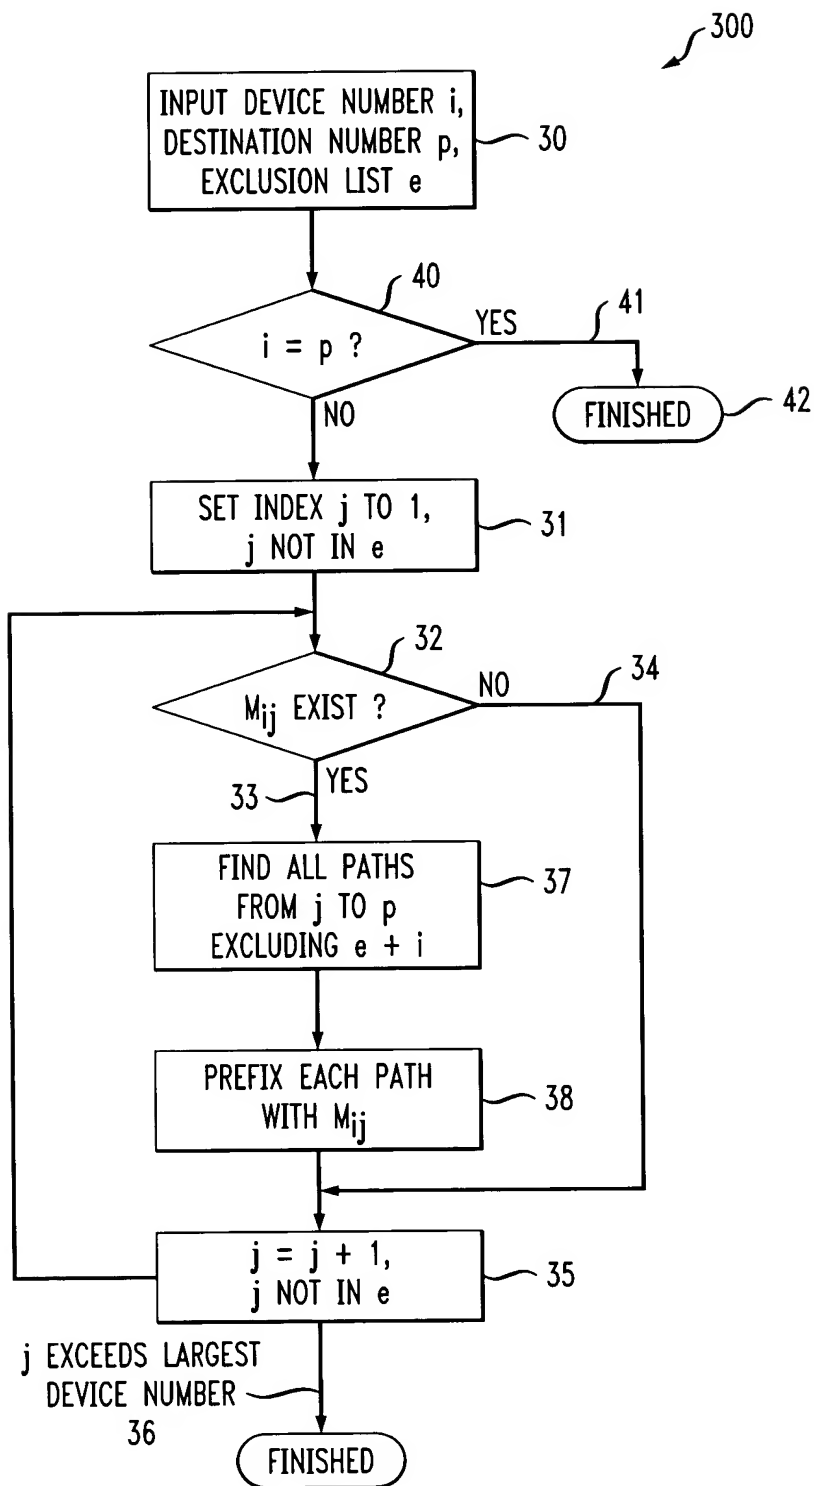 300
INPUT DEVICE NUMBER i,
DESTINATION NUMBER p,
EXCLUSION LIST e
30
40
i = p ?
YES
41
NO
FINISHED
42
SET INDEX j TO 1,
j NOT IN e
31
32
Mij EXIST ?
NO
34
33
YES
FIND ALL PATHS
FROM j TO p
EXCLUDING e + i
37
PREFIX EACH PATH
WITH Mij
38
j = j + 1,
j NOT IN e
35
j EXCEEDS LARGEST
DEVICE NUMBER
36
FINISHED